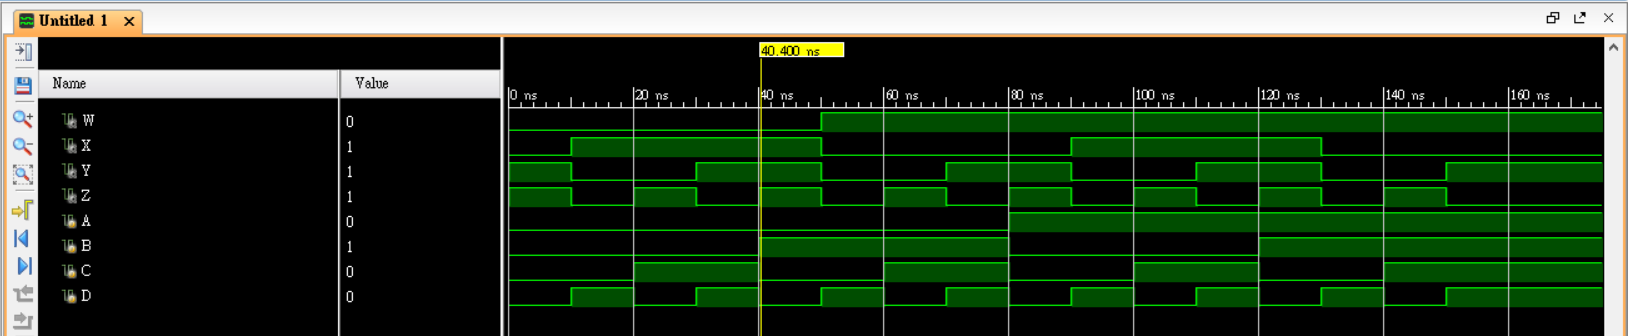 Untitled 1
40.400 ns
Name Value
0 ns 20 ns 40 ns 60 ns 80 ns 100 ns 120 ns 140 ns 160 ns
W 0
X 1
Y 1
Z 1
A 0
B 1
C 0
D 0